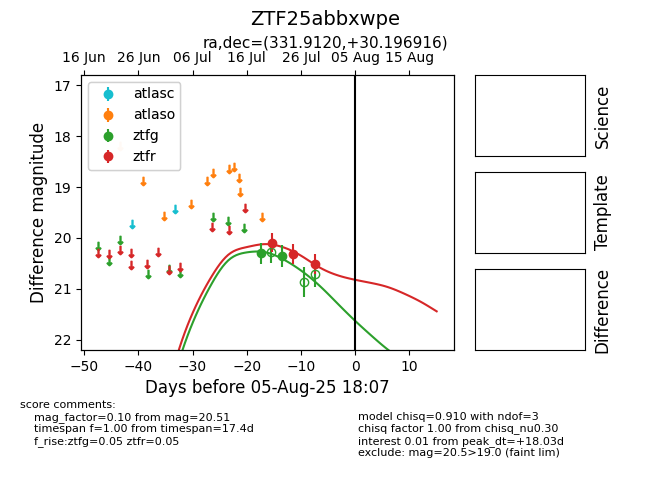 ZTF25abbxwpe
ra,dec=(331.9120,+30.196916)
16 Jun 26 Jun 06 Jul 16 Jul 26 Jul 05 Aug 15 Aug
17
18
19
20
21
22
Difference magnitude
atlasc
atlaso
ztfg
ztfr
−50 −40 −30 −20 −10 0 10
Days before 05-Aug-25 18:07
Science
Template
Difference
score comments:
mag_factor=0.10 from mag=20.51
timespan f=1.00 from timespan=17.4d
f_rise:ztfg=0.05 ztfr=0.05
model chisq=0.910 with ndof=3
chisq factor 1.00 from chisq_nu0.30
interest 0.01 from peak_dt=+18.03d
exclude: mag=20.5>19.0 (faint lim)